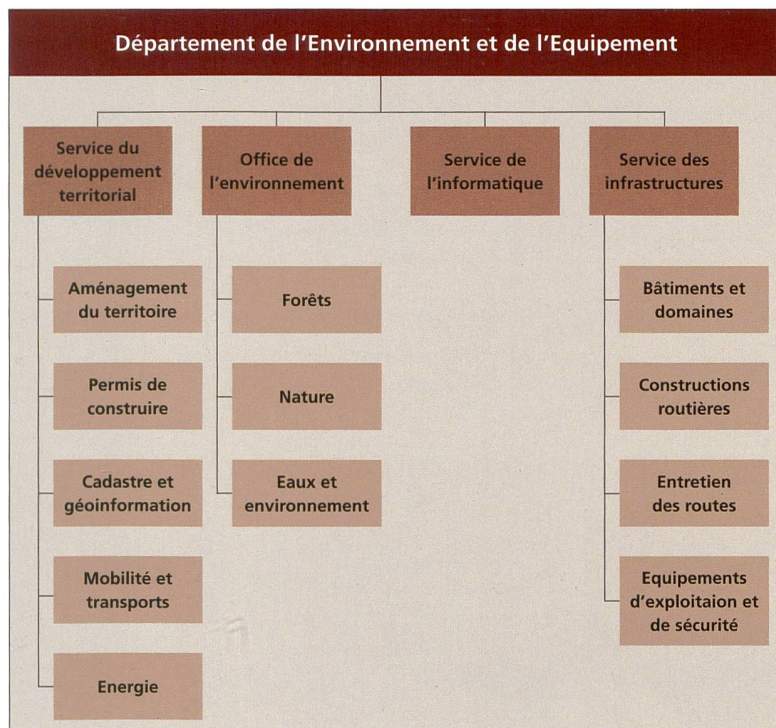 Département de l'Environnement et de l'Equipement
Service du
développement
territorial
Office de
l'environnement
Service de
l'informatique
Service des
infrastructures
Aménagement
du territoire
Permis de
construire
Cadastre et
géoinformation
Mobilité et
transports
Energie
Forêts
Nature
Eaux et
environnement
Bâtiments et
domaines
Constructions
routières
Entretien
des routes
Equipements
d'exploitaion et
de sécurité